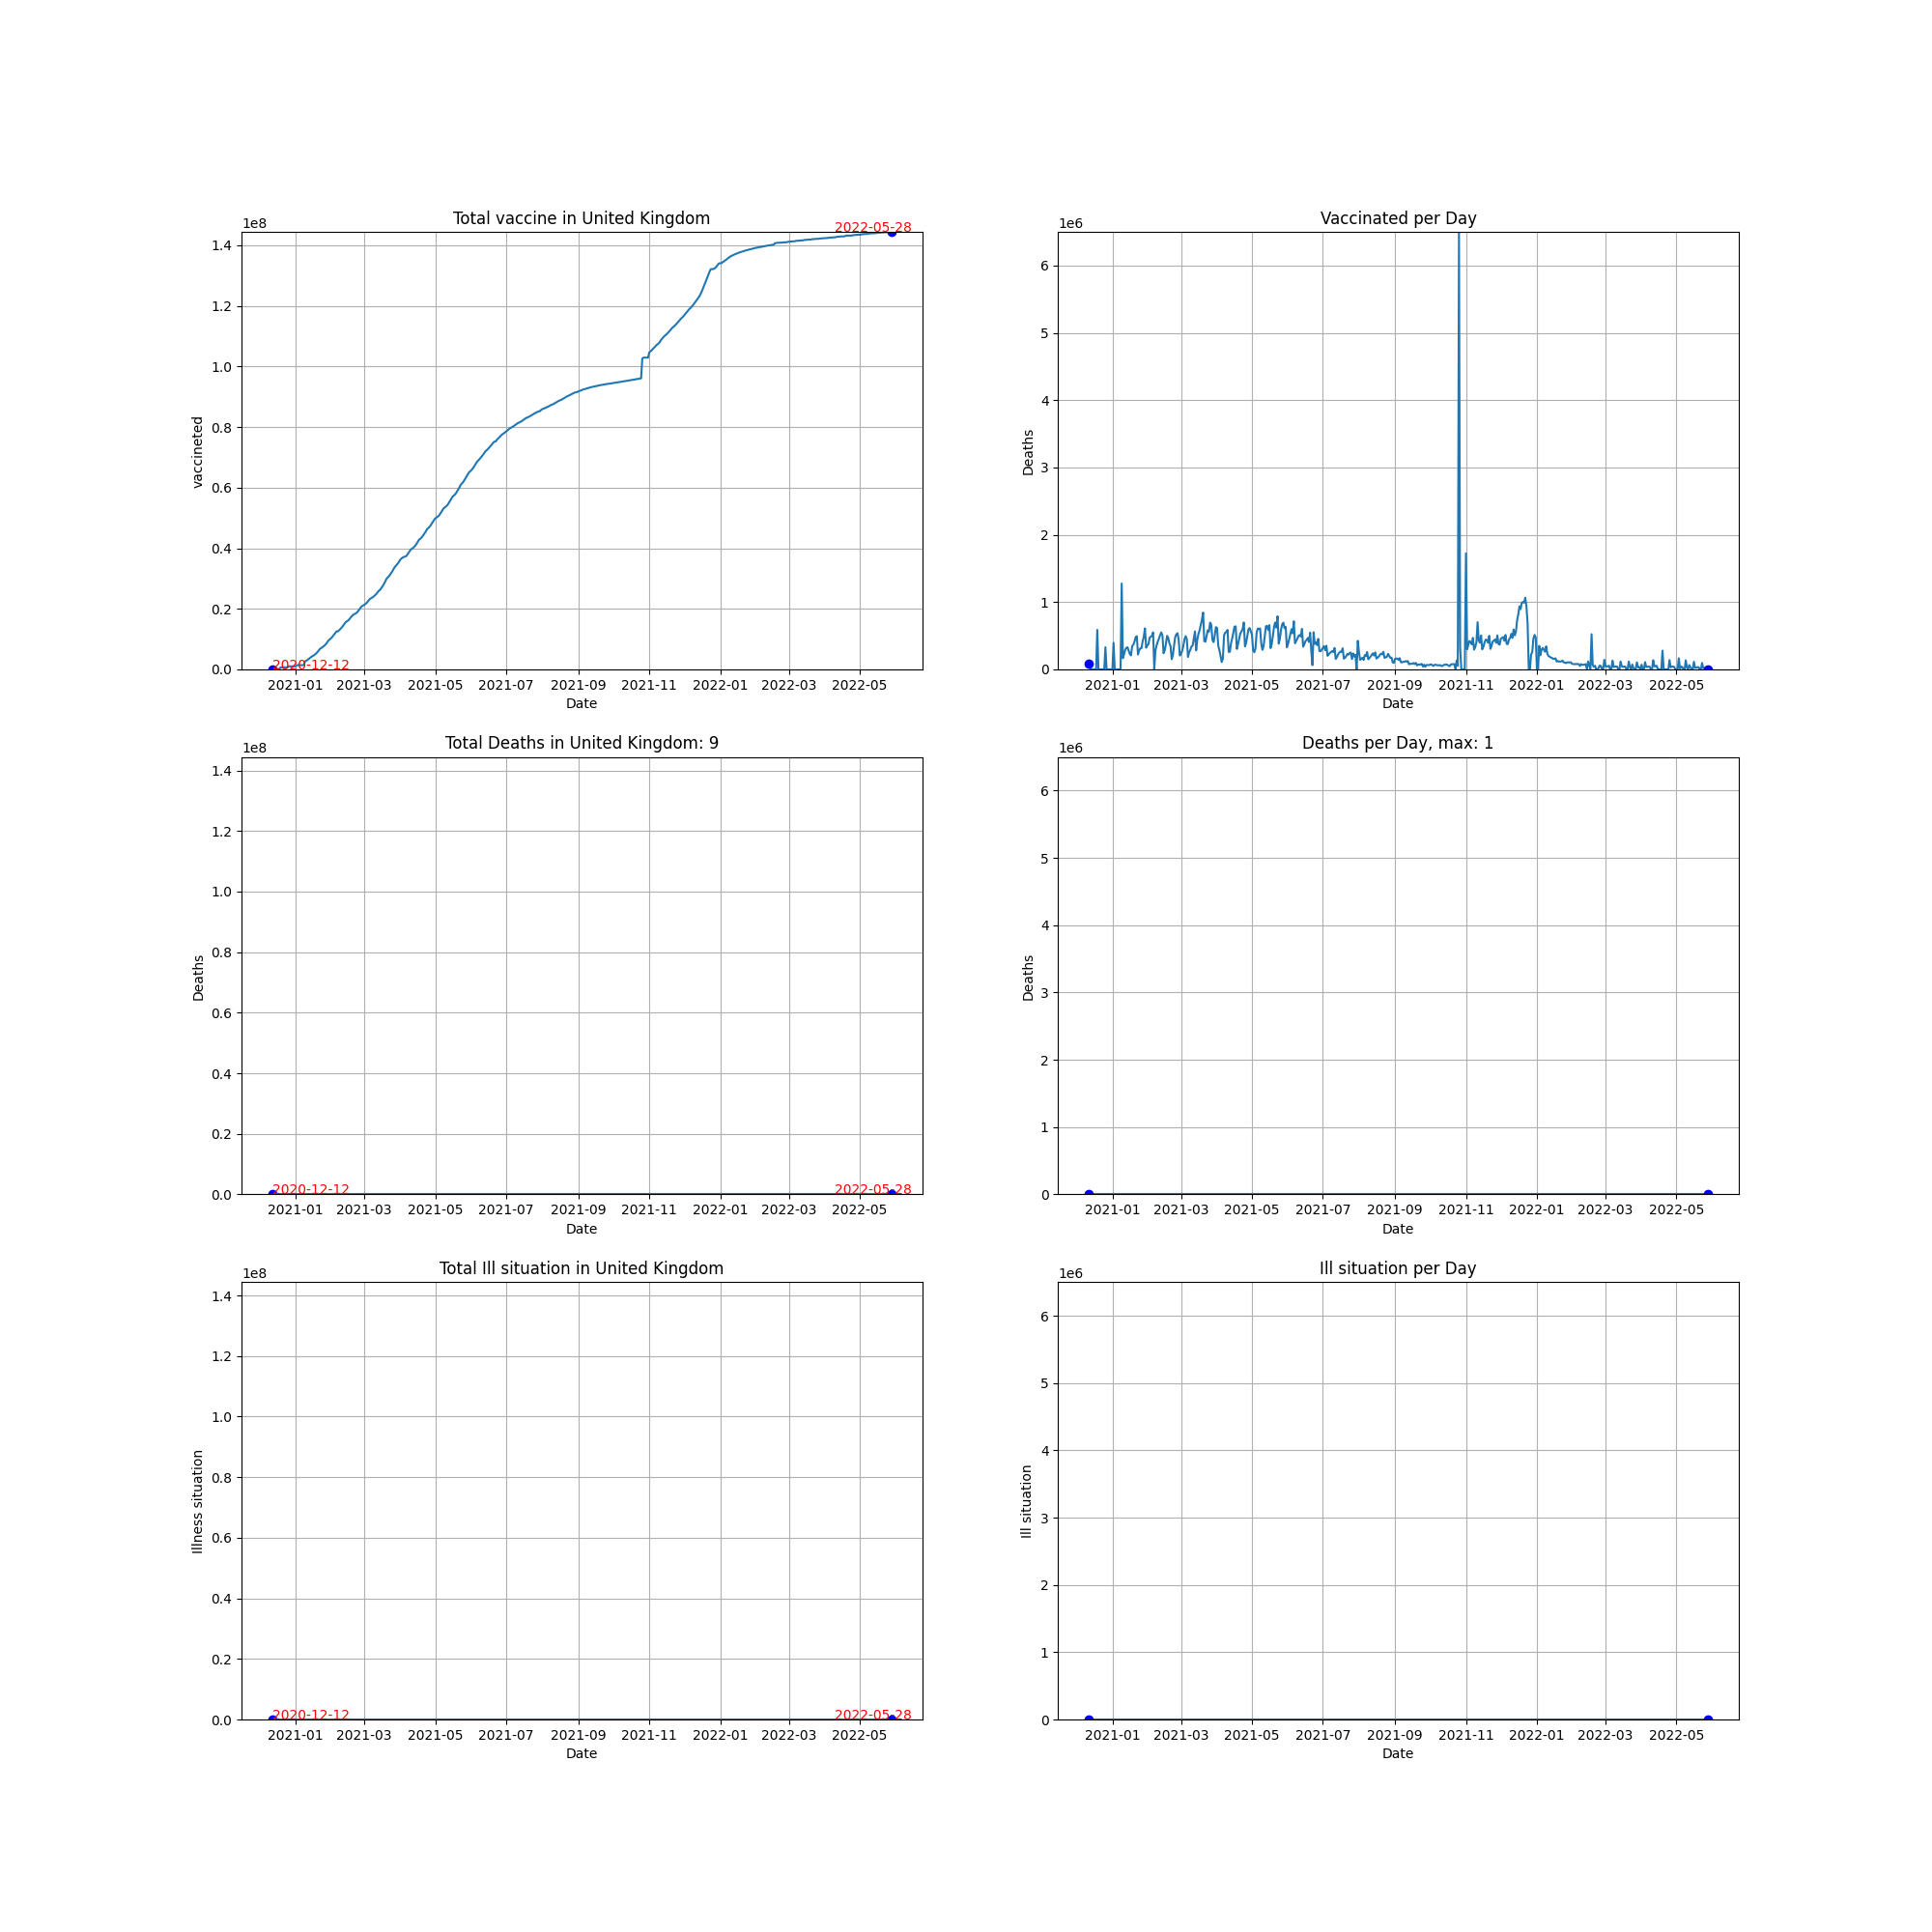 Total vaccine in United Kingdom
1e8
2022-05-28
1.4
1.2
1.0
0.8
0.6
0.4
0.2
0.0
vaccineted
2020-12-12
2021-01 2021-03 2021-05 2021-07 2021-09 2021-11 2022-01 2022-03 2022-05
Date
Vaccinated per Day
1e6
6
5
4
3
2
1
0
Deaths
2021-01 2021-03 2021-05 2021-07 2021-09 2021-11 2022-01 2022-03 2022-05
Date
Total Deaths in United Kingdom: 9
1e8
1.4
1.2
1.0
0.8
0.6
0.4
0.2
0.0
Deaths
2020-12-12 2022-05-28
2021-01 2021-03 2021-05 2021-07 2021-09 2021-11 2022-01 2022-03 2022-05
Date
Deaths per Day, max: 1
1e6
6
5
4
3
2
1
0
Deaths
2021-01 2021-03 2021-05 2021-07 2021-09 2021-11 2022-01 2022-03 2022-05
Date
Total Ill situation in United Kingdom
1e8
1.4
1.2
1.0
0.8
0.6
0.4
0.2
0.0
Illness situation
2020-12-12 2022-05-28
2021-01 2021-03 2021-05 2021-07 2021-09 2021-11 2022-01 2022-03 2022-05
Date
Ill situation per Day
1e6
6
5
4
3
2
1
0
Ill situation
2021-01 2021-03 2021-05 2021-07 2021-09 2021-11 2022-01 2022-03 2022-05
Date